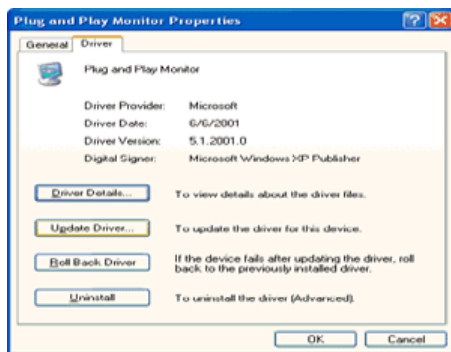 Plug and Play Monitor Properties
General Driver
Plug and Play Monitor
Driver Provider: Microsoft
Driver Date: 6/6/2001
Driver Version: 5.1.2001.0
Digital Signer: Microsoft Windows XP Publisher
Driver Details... To view details about the driver files.
Update Driver... To update the driver for this device.
Roll Back Driver If the device fails after updating the driver, roll
back to the previously installed driver.
Uninstall To uninstall the driver (Advanced).
OK Cancel